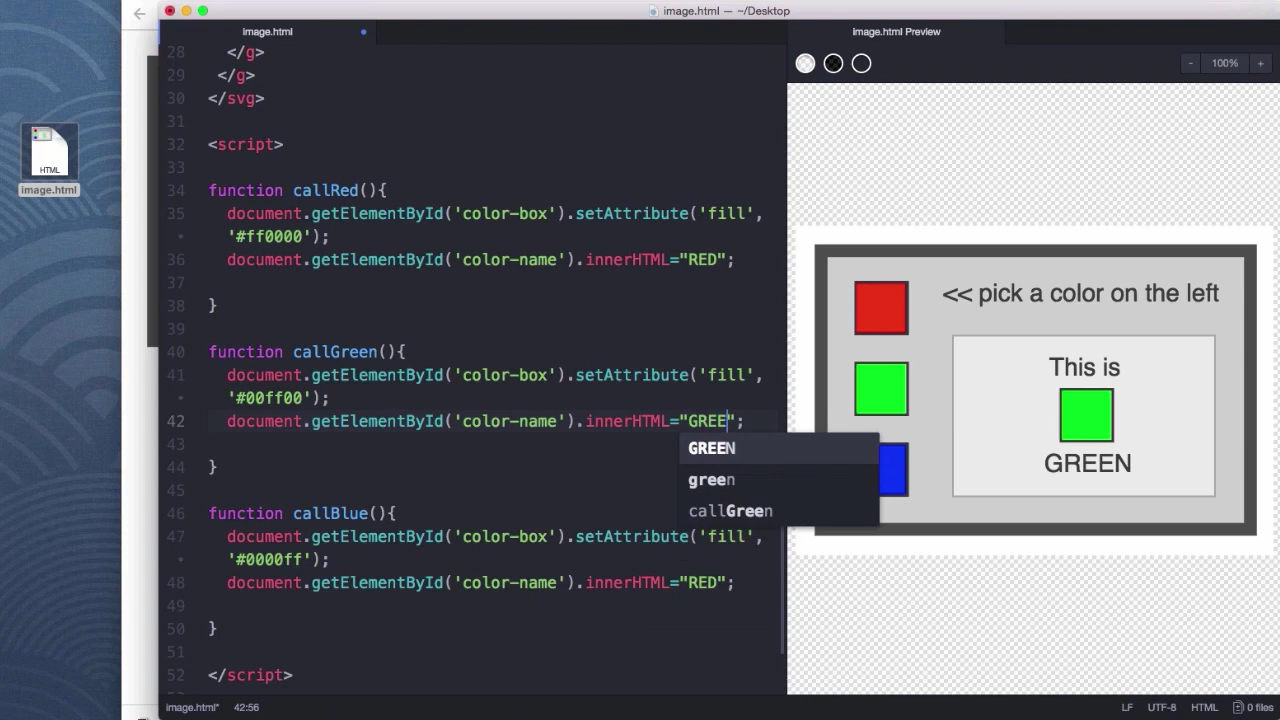 image.html — ~/Desktop
image.html
image.html Preview
- 100% +
28 </g>
29 </g>
30 </svg>
31
32 <script>
33
34 function callRed(){
35 document.getElementById('color-box').setAttribute('fill',
• '#ff0000');
36 document.getElementById('color-name').innerHTML="RED";
37
38 }
39
40 function callGreen(){
41 document.getElementById('color-box').setAttribute('fill',
• '#00ff00');
42 document.getElementById('color-name').innerHTML="GREE";
43
44 }
45
46 function callBlue(){
47 document.getElementById('color-box').setAttribute('fill',
• '#0000ff');
48 document.getElementById('color-name').innerHTML="RED";
49
50 }
51
52 </script>
GREEN
green
callGreen
<< pick a color on the left
This is
GREEN
HTML
image.html
image.html* 42:56
LF UTF-8 HTML 0 files